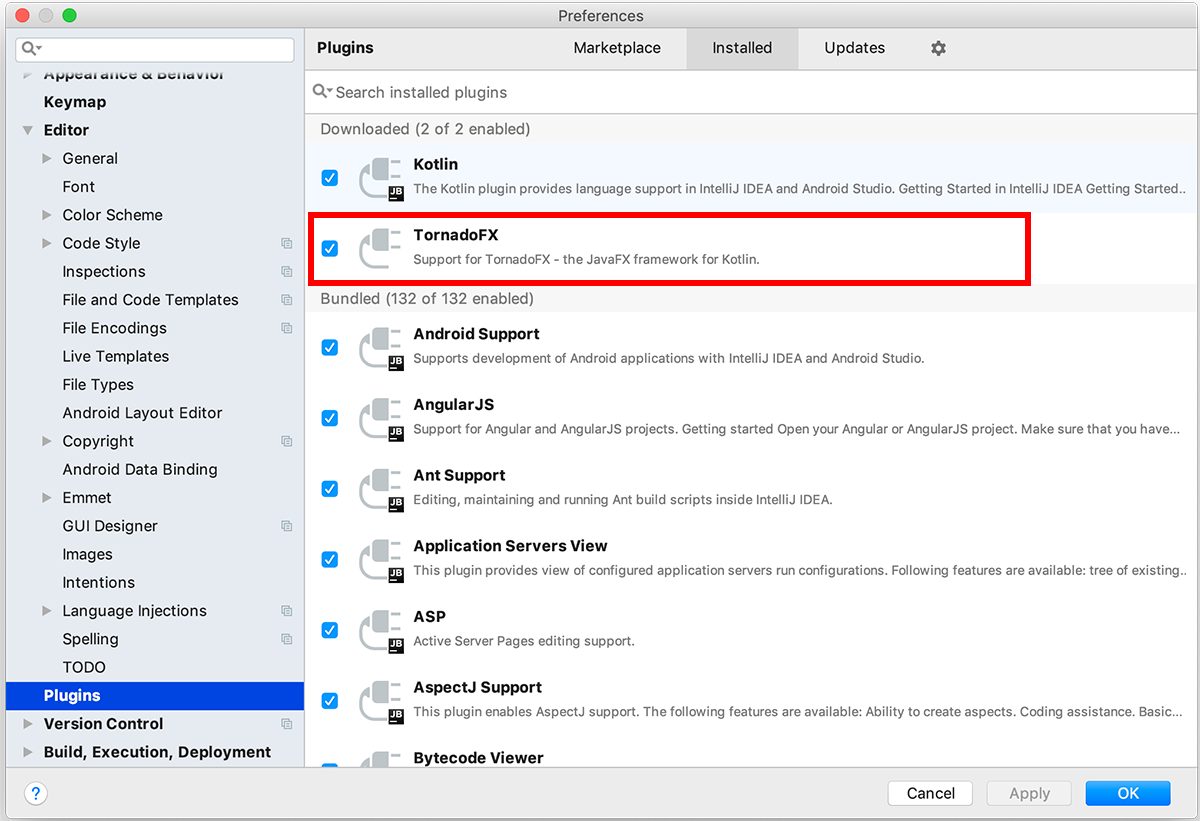 Preferences
Appearance & Behavior
Keymap
Editor
General
Font
Color Scheme
Code Style
Inspections
File and Code Templates
File Encodings
Live Templates
File Types
Android Layout Editor
Copyright
Android Data Binding
Emmet
GUI Designer
Images
Intentions
Language Injections
Spelling
TODO
Plugins
Version Control
Build, Execution, Deployment
Plugins
Marketplace
Installed
Updates
Search installed plugins
Downloaded (2 of 2 enabled)
JB
Kotlin
The Kotlin plugin provides language support in IntelliJ IDEA and Android Studio. Getting Started in IntelliJ IDEA Getting Started..
TornadoFX
Support for TornadoFX - the JavaFX framework for Kotlin.
Bundled (132 of 132 enabled)
JB
Android Support
Supports development of Android applications with IntelliJ IDEA and Android Studio.
JB
AngularJS
Support for Angular and AngularJS projects. Getting started Open your Angular or AngularJS project. Make sure that you have...
JB
Ant Support
Editing, maintaining and running Ant build scripts inside IntelliJ IDEA.
JB
Application Servers View
This plugin provides view of configured application servers run configurations. Following features are available: tree of existing..
JB
ASP
Active Server Pages editing support.
JB
AspectJ Support
This plugin enables AspectJ support. The following features are available: Ability to create aspects. Coding assistance. Basic...
Bytecode Viewer
?
Cancel
Apply
OK